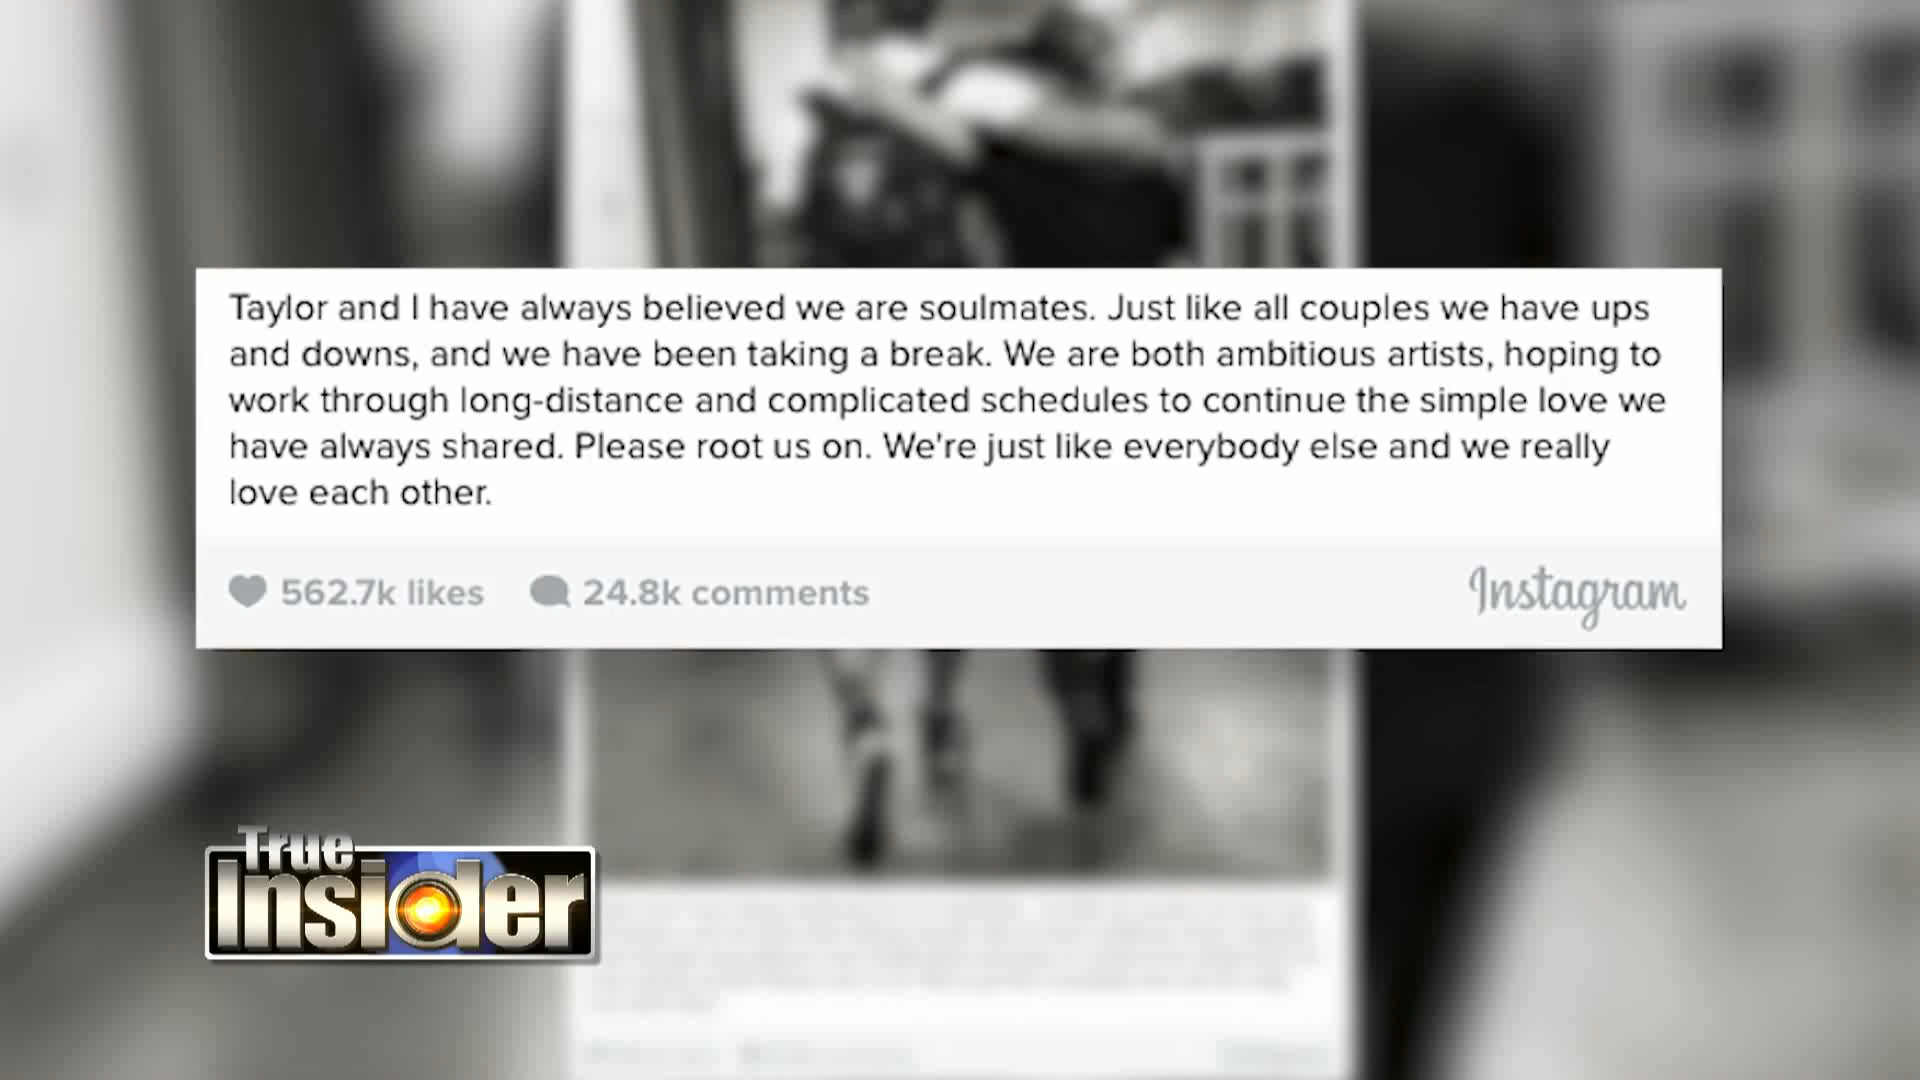 Taylor and I have always believed we are soulmates. Just like all couples we have ups
and downs, and we have been taking a break. We are both ambitious artists, hoping to
work through long-distance and complicated schedules to continue the simple love we
have always shared. Please root us on. We're just like everybody else and we really
love each other.
562.7k likes 24.8k comments Instagram
True
Insider